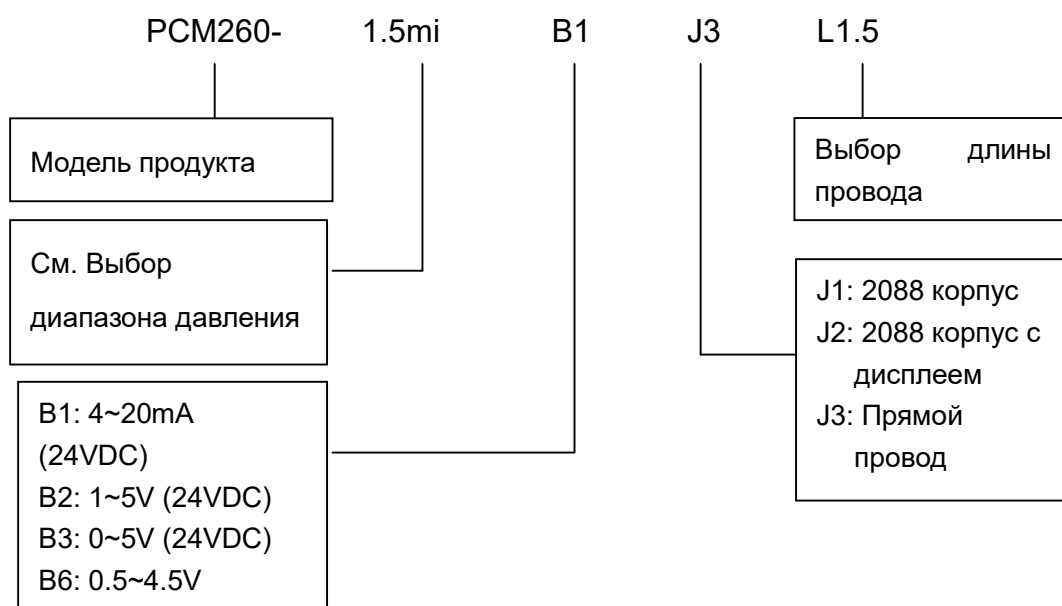 PCM260- 1.5mi B1 J3 L1.5
Модель продукта
См. Выбор
диапазона давления
B1: 4~20mA
(24VDC)
B2: 1~5V (24VDC)
B3: 0~5V (24VDC)
B6: 0.5~4.5V
Выбор длины
провода
J1: 2088 корпус
J2: 2088 корпус с
дисплеем
J3: Прямой
провод